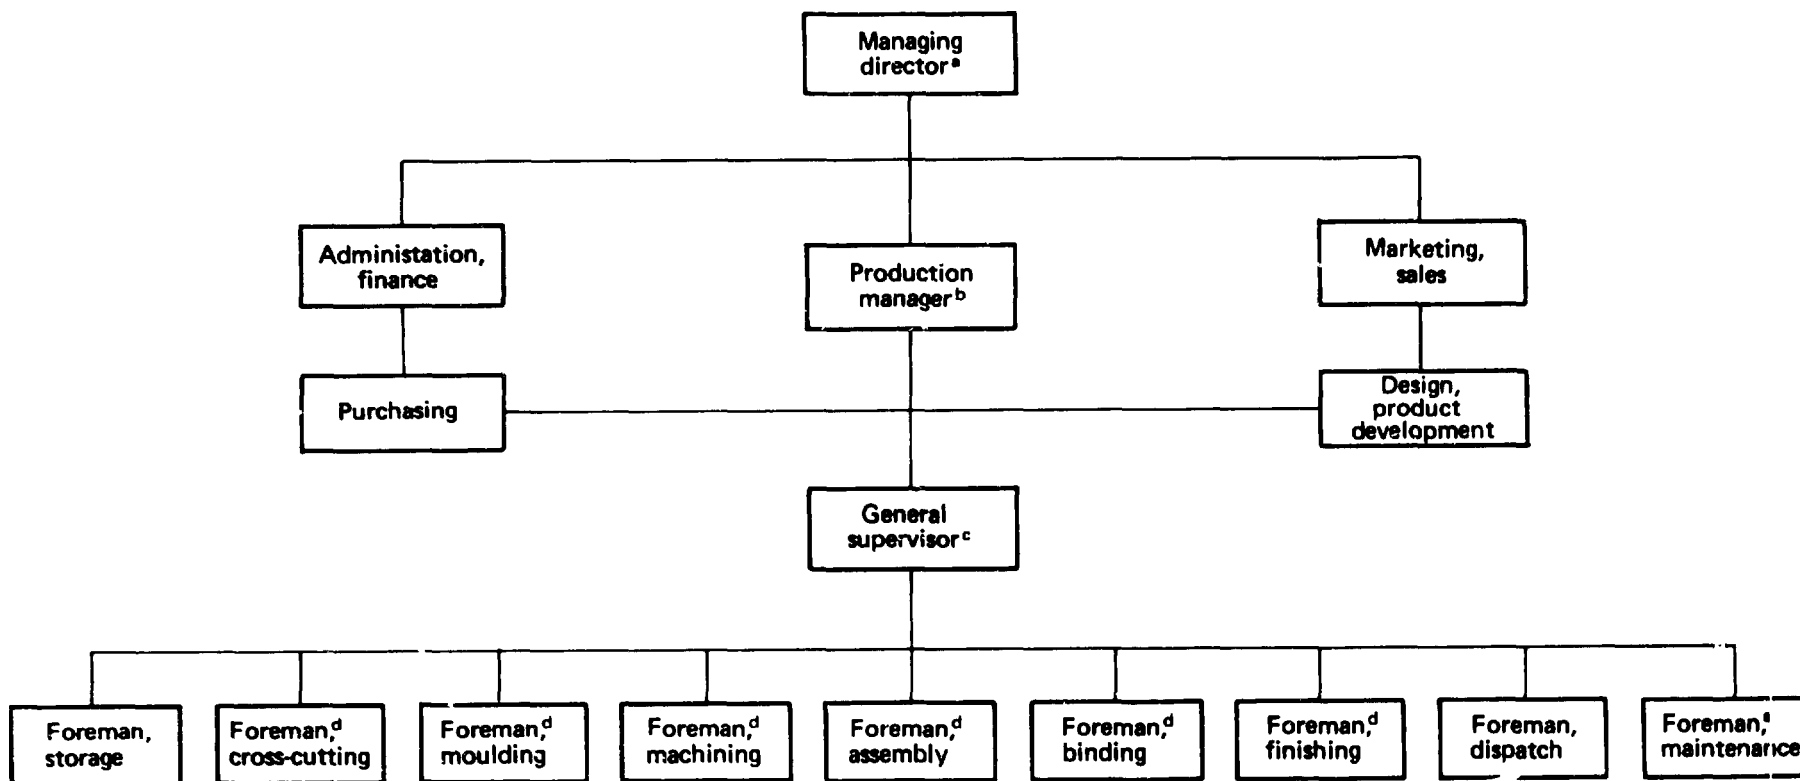 Managing
director ᵃ
Administation,
finance
Production
manager ᵇ
Marketing,
sales
Purchasing
Design,
product
development
General
supervisor ᶜ
Foreman,
storage
Foreman,ᵈ
cross-cutting
Foreman,ᵈ
moulding
Foreman,ᵈ
machining
Foreman,ᵈ
assembly
Foreman,ᵈ
binding
Foreman,ᵈ
finishing
Foreman,
dispatch
Foreman,ᵃ
maintenance